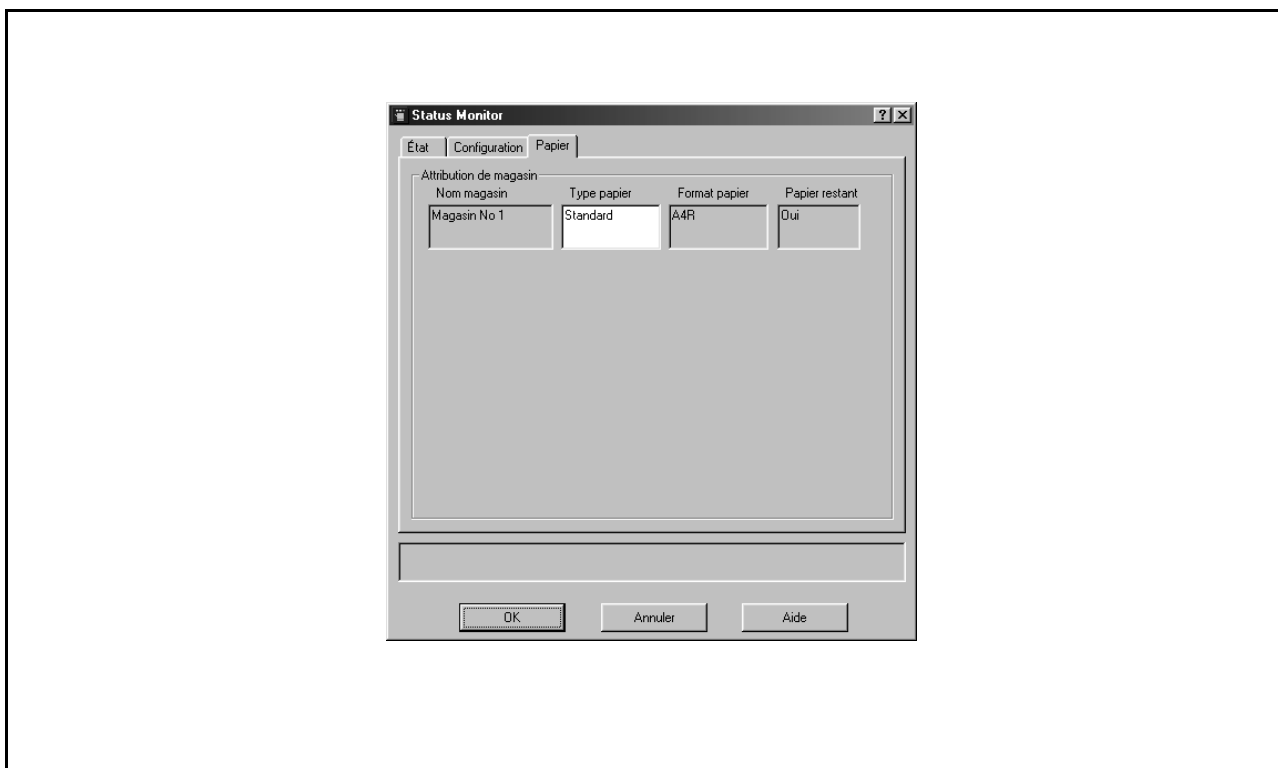 Status Monitor
État Configuration Papier
Attribution de magasin
Nom magasin Type papier Format papier Papier restant
Magasin No 1 Standard A4R Oui
OK Annuler Aide